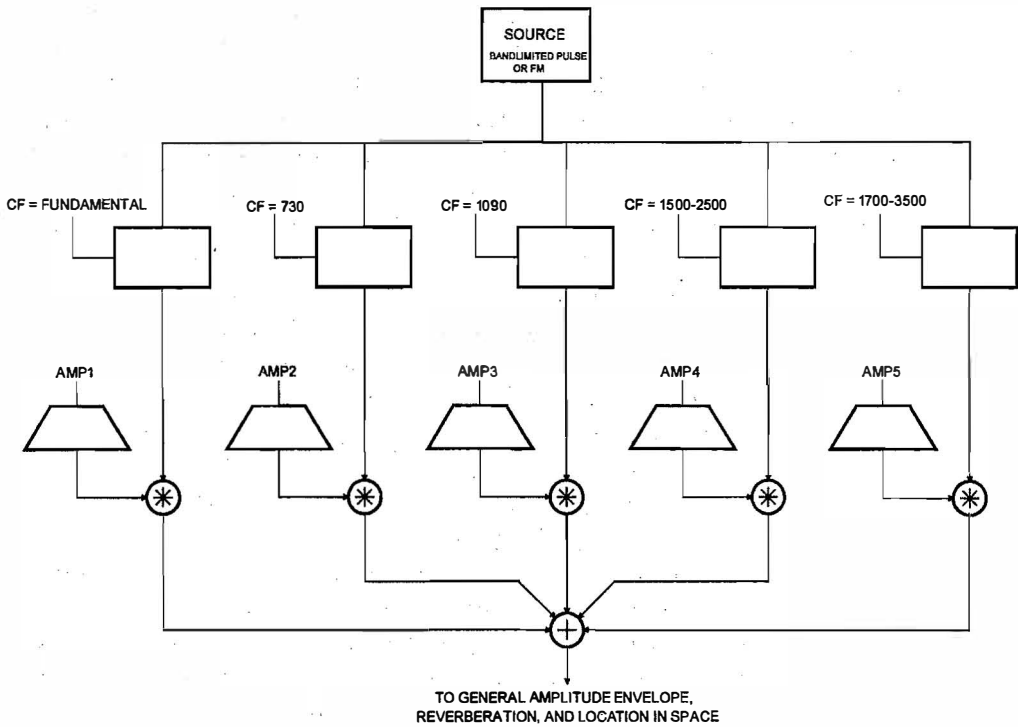 SOURCE
BANDLIMITED PULSE
OR FM
CF = FUNDAMENTAL
CF = 730
CF = 1090
CF = 1500-2500
CF = 1700-3500
AMP1
AMP2
AMP3
AMP4
AMP5
TO GENERAL AMPLITUDE ENVELOPE,
REVERBERATION, AND LOCATION IN SPACE